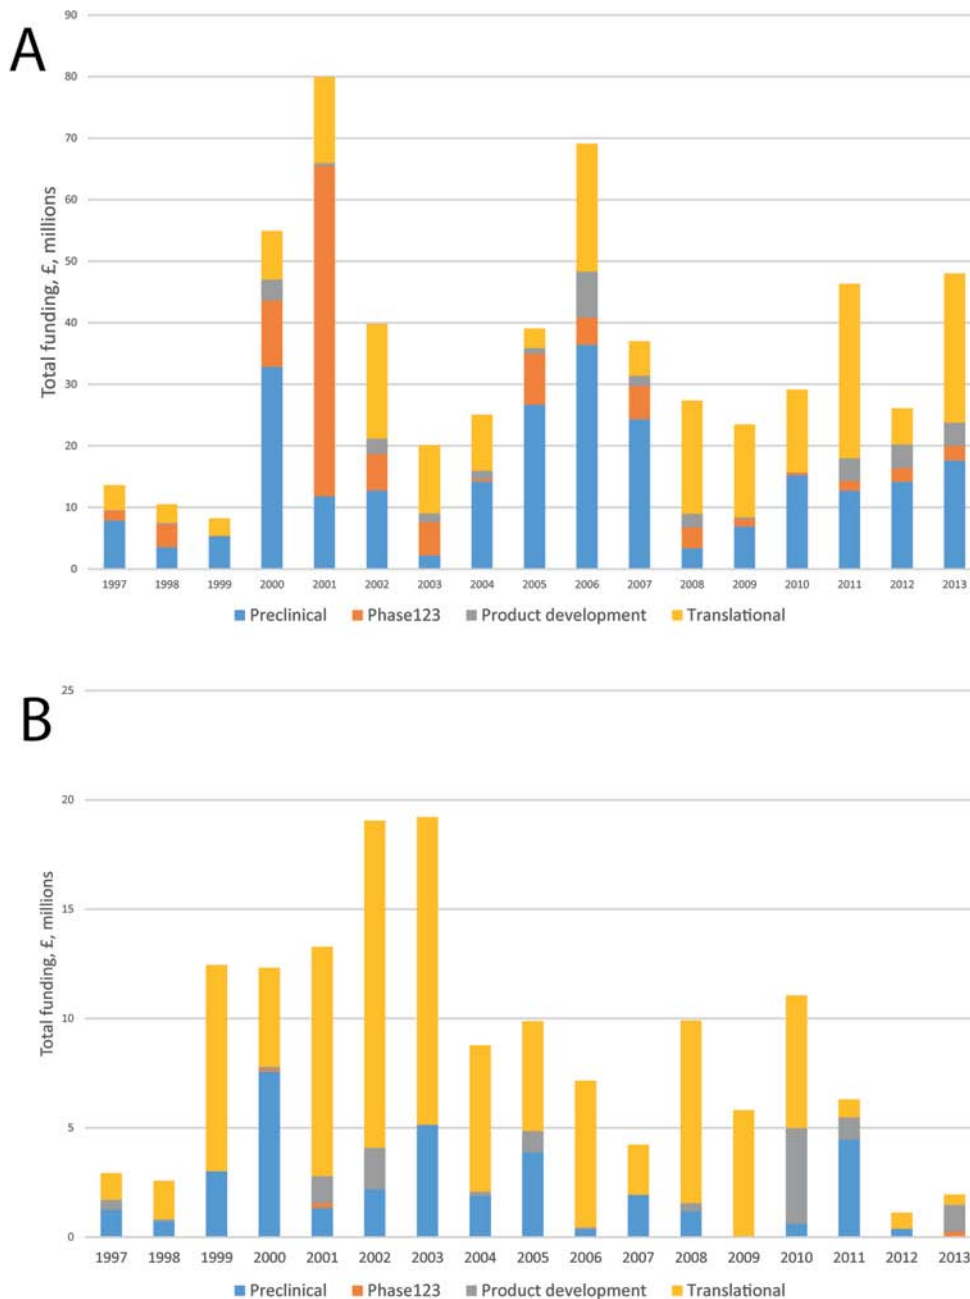 A
90
80
70
60
50
40
30
20
10
0
Total funding, £, millions
1997 1998 1999 2000 2001 2002 2003 2004 2005 2006 2007 2008 2009 2010 2011 2012 2013
Preclinical Phase123 Product development Translational
B
25
20
15
10
5
0
Total funding, £, millions
1997 1998 1999 2000 2001 2002 2003 2004 2005 2006 2007 2008 2009 2010 2011 2012 2013
Preclinical Phase123 Product development Translational